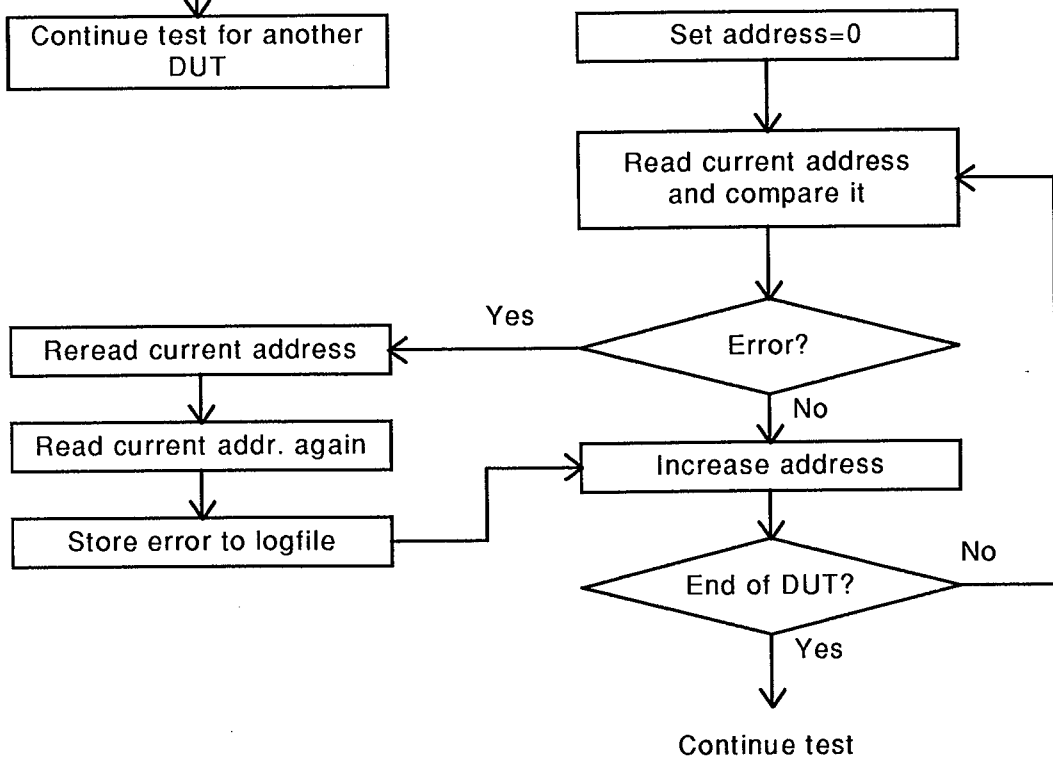 Continue test for another
DUT
Set address=0
Read current address
and compare it
Yes
Error?
Reread current address
No
Read current addr. again
Increase address
Store error to logfile
No
End of DUT?
Yes
Continue test